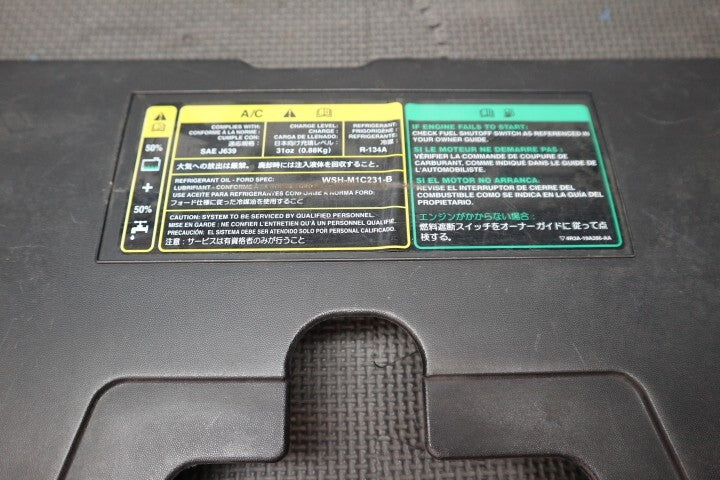 50%
+
50%
A/C
COMPLIES WITH:
CONFORME À LA NORME :
CUMPLE CON:
適応規格:
SAE J639
CHARGE LEVEL:
CHARGE :
CARGA DE LLENADO:
日本向け充填レベル:
31oz (0.88Kg)
REFRIGERANT:
FRIGORIGÈNE :
REFRIGERANTE:
冷媒:
R-134A
大気への放出は厳禁。 廃却時には注入液体を回収すること。
REFRIGERANT OIL - FORD SPEC: WSH-M1C231-B
LUBRIFIANT - CONFORME À LA NORME
USE ACEITE PARA REFRIGERANTES CONFORME A NORMA FORD:
フォード仕様に従った冷媒油を使用すること
CAUTION: SYSTEM TO BE SERVICED BY QUALIFIED PERSONNEL.
MISE EN GARDE : NE CONFIER L'ENTRETIEN QU'À UN PERSONNEL QUALIFIÉ.
PRECAUCIÓN: EL SISTEMA DEBE SER ATENDIDO SOLO POR PERSONAL CALIFICADO.
注意: サービスは有資格者のみが行うこと
IF ENGINE FAILS TO START:
CHECK FUEL SHUTOFF SWITCH AS REFERENCED IN
YOUR OWNER GUIDE.
SI LE MOTEUR NE DEMARRE PAS :
VÉRIFIER LA COMMANDE DE COUPURE DE
CARBURANT, COMME INDIQUÉ DANS LE GUIDE DE
L'AUTOMOBILISTE.
SI EL MOTOR NO ARRANCA:
REVISE EL INTERRUPTOR DE CIERRE DEL
COMBUSTIBLE COMO SE INDICA EN LA GUÍA DEL
PROPIETARIO.
エンジンがかからない場合:
燃料遮断スイッチをオーナーガイドに従って点
検する。
4R3A-19A286-AA